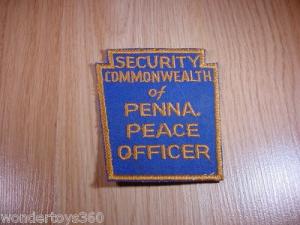 SECURITY
COMMONWEALTH
of
PENNA.
PEACE
OFFICER
wondertoys360